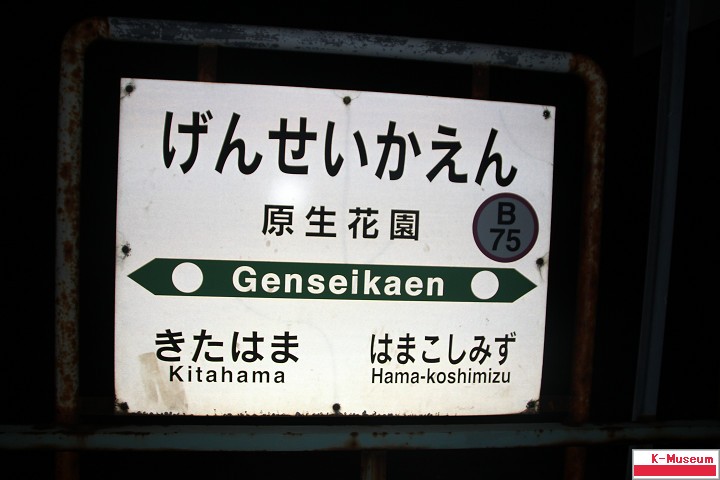 げんせいかえん
原生花園
B
75
Genseikaen
きたはま
Kitahama
はまこしみず
Hama-koshimizu
K-Museum